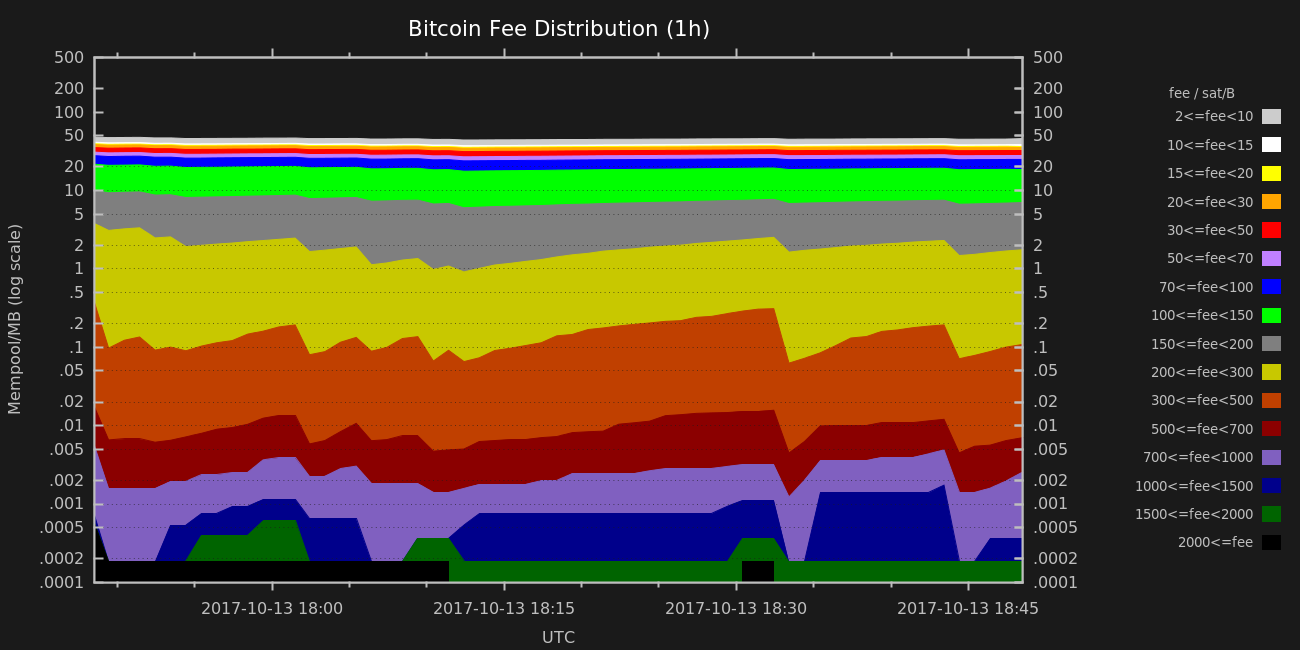 Bitcoin Fee Distribution (1h)
500
200
100
50
20
10
5
2
1
.5
.2
.1
.05
.02
.01
.005
.002
.001
.0005
.0002
.0001
Mempool/MB (log scale)
500
200
100
50
20
10
5
2
1
.5
.2
.1
.05
.02
.01
.005
.002
.001
.0005
.0002
.0001
2017-10-13 18:00 2017-10-13 18:15 2017-10-13 18:30 2017-10-13 18:45
UTC
fee / sat/B
2<=fee<10
10<=fee<15
15<=fee<20
20<=fee<30
30<=fee<50
50<=fee<70
70<=fee<100
100<=fee<150
150<=fee<200
200<=fee<300
300<=fee<500
500<=fee<700
700<=fee<1000
1000<=fee<1500
1500<=fee<2000
2000<=fee